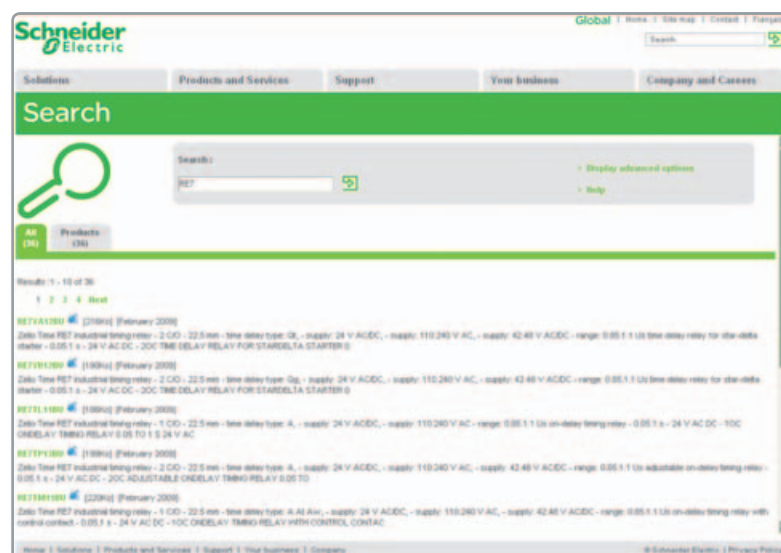 Schneider
Electric
Global | Home | Site map | Contact | Français
Search
Solutions
Products and Services
Support
Your business
Company and Careers
Search
Search :
RE7
Display advanced options
Help
All
(36)
Products
(36)
Results : 1 - 10 of 36
1 2 3 4 Next
[February 2009]
Zelio Time RE7 industrial timing relay - 2 C/O - 22.5 mm - time delay type: Qt, - supply: 24 V AC/DC, - supply: 110.240 V AC, - supply: 42.48 V AC/DC - range: 0.05.1.1 Us time delay relay for star-delta
starter - 0.05.1 s - 24 V AC DC - 2OC TIME DELAY RELAY FOR STARDELTA STARTER 0
[February 2009]
Zelio Time RE7 industrial timing relay - 2 C/O - 22.5 mm - time delay type: Qg, - supply: 24 V AC/DC, - supply: 110.240 V AC, - supply: 42.48 V AC/DC - range: 0.05.1.1 Us time delay relay for star-delta
starter - 0.05.1 s - 24 V AC DC - 2OC TIME DELAY RELAY FOR STARDELTA STARTER 0
[February 2009]
Zelio Time RE7 industrial timing relay - 1 C/O - 22.5 mm - time delay type: A, - supply: 24 V AC/DC, - supply: 110.240 V AC - range: 0.05.1.1 Us on-delay timing relay - 0.05.1 s - 24 V AC DC - 1OC
ONDELAY TIMING RELAY 0.05 TO 1 S 24 V AC
[February 2009]
Zelio Time RE7 industrial timing relay - 2 C/O - 22.5 mm - time delay type: A, - supply: 24 V AC/DC, - supply: 110.240 V AC, - supply: 42.48 V AC/DC - range: 0.05.1.1 Us adjustable on-delay timing relay -
0.05.1 s - 24 V AC DC - 2OC ADJUSTABLE ONDELAY TIMING RELAY 0.05 TO
RE7TM11BU [220Ko] [February 2009]
Zelio Time RE7 industrial timing relay - 1 C/O - 22.5 mm - time delay type: A At Aw, - supply: 24 V AC/DC, - supply: 110.240 V AC, - supply: 42.48 V AC/DC - range: 0.05.1.1 Us on-delay timing relay with
control contact - 0.05.1 s - 24 V AC DC - 1OC ONDELAY TIMING RELAY WITH CONTROL CONTAC
Home | Solutions | Products and Services | Support | Your business | Company
© Schneider Electric | Privacy Policy